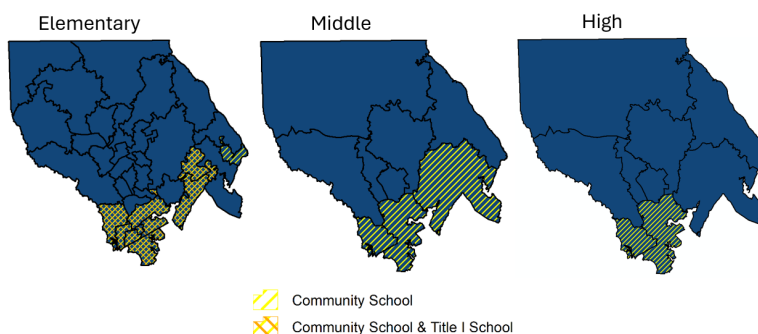 Elementary
Middle
High
Community School
Community School & Title I School